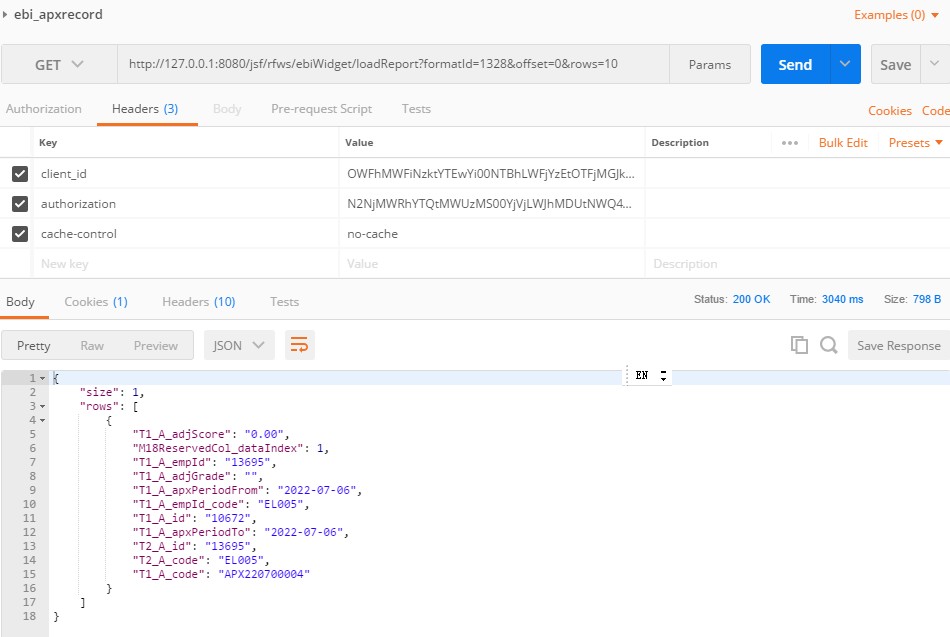 ebi_apxrecord
Examples (0)
GET
http://127.0.0.1:8080/jsf/rfws/ebiWidget/loadReport?formatId=1328&offset=0&rows=10
Params
Send
Save
Authorization
Headers (3)
Body
Pre-request Script
Tests
Cookies
Code
Key
Value
Description
•••
Bulk Edit
Presets
client_id
OWFhMWFiNzktYTEwYi00NTBhLWFjYzEtOTFjMGJk...
authorization
N2NjMWRhYTQtMWUzMS00YjVjLWJhMDUtNWQ4...
cache-control
no-cache
New key
Value
Description
Body
Cookies (1)
Headers (10)
Tests
Status: 200 OK
Time: 3040 ms
Size: 798 B
Pretty
Raw
Preview
JSON
Save Response
EN
1 {
2 "size": 1,
3 "rows": [
4 {
5 "T1_A_adjScore": "0.00",
6 "M18ReservedCol_dataIndex": 1,
7 "T1_A_empId": "13695",
8 "T1_A_adjGrade": "",
9 "T1_A_apxPeriodFrom": "2022-07-06",
10 "T1_A_empId_code": "EL005",
11 "T1_A_id": "10672",
12 "T1_A_apxPeriodTo": "2022-07-06",
13 "T2_A_id": "13695",
14 "T2_A_code": "EL005",
15 "T1_A_code": "APX220700004"
16 }
17 ]
18 }